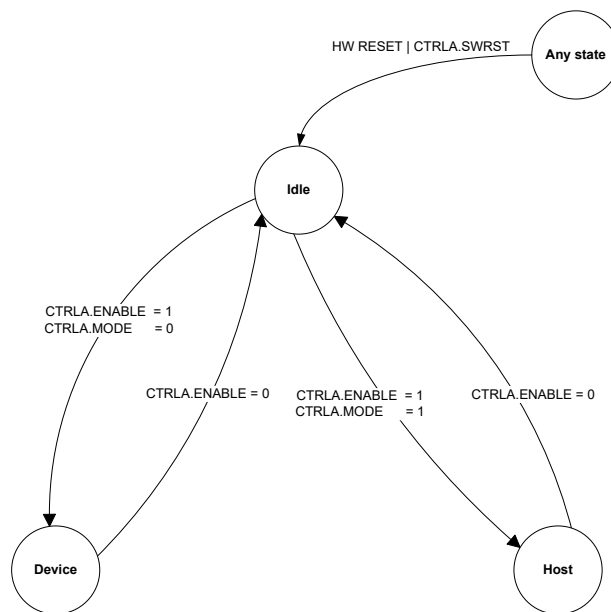 HW RESET | CTRLA.SWRST
Any state
Idle
CTRLA.ENABLE = 1
CTRLA.MODE = 0
CTRLA.ENABLE = 0
CTRLA.ENABLE = 1
CTRLA.MODE = 1
CTRLA.ENABLE = 0
Device
Host